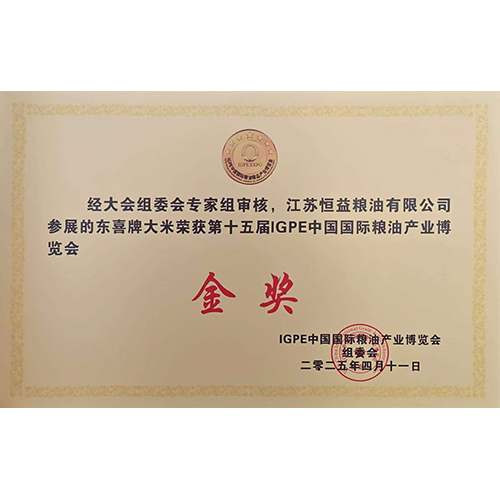 IGPE EXPO
经大会组委会专家组审核，江苏恒益粮油有限公司
参展的东喜牌大米荣获第十五届IGPE中国国际粮油产业博
览会
金奖
IGPE中国国际粮油产业博览会
组委会
二零二五年四月十一日